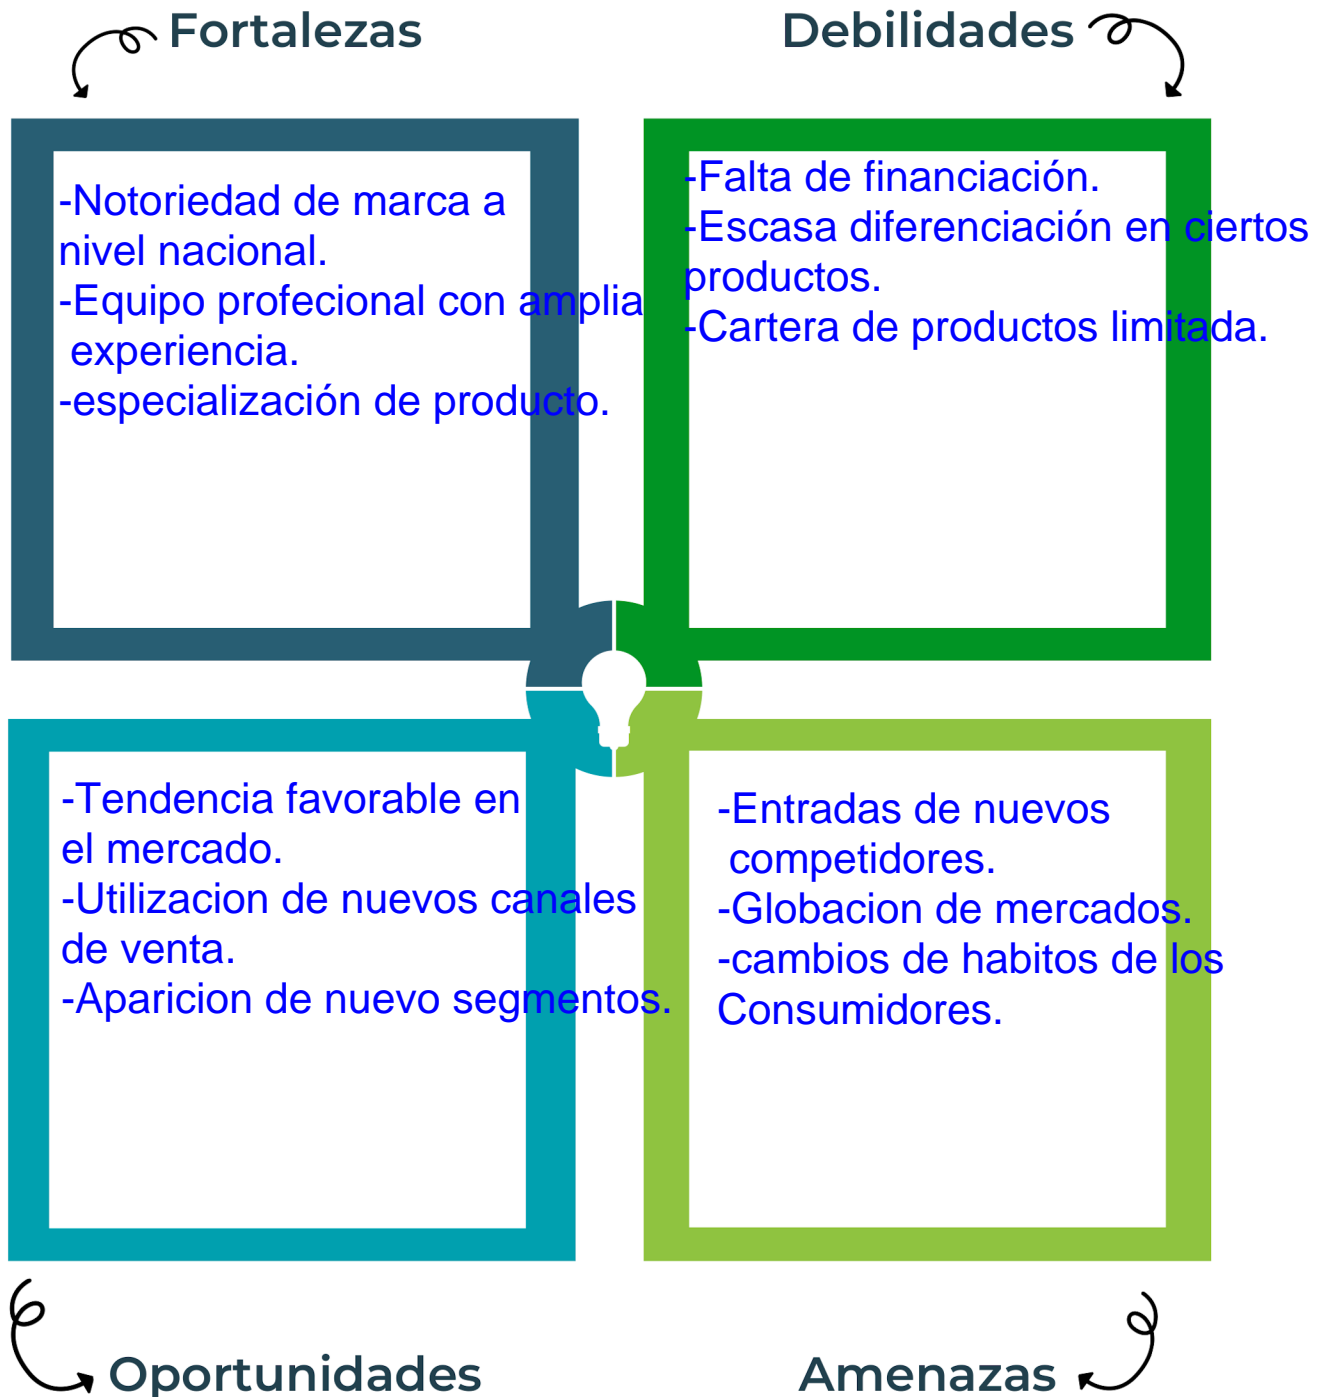 Fortalezas
-Notoriedad de marca a
nivel nacional.
-Equipo profecional con amplia
experiencia.
-especialización de producto.
Debilidades
-Falta de financiación.
-Escasa diferenciación en ciertos
productos.
-Cartera de productos limitada.
-Tendencia favorable en
el mercado.
-Utilizacion de nuevos canales
de venta.
-Aparicion de nuevo segmentos.
Oportunidades
-Entradas de nuevos
competidores.
-Globacion de mercados.
-cambios de habitos de los
Consumidores.
Amenazas